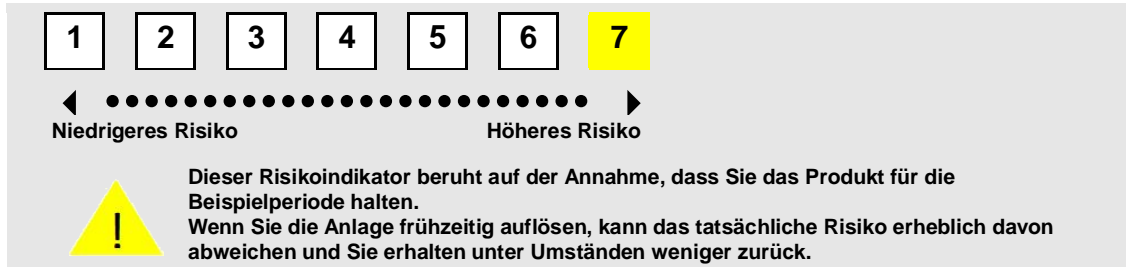 1 2 3 4 5 6 7
Niedrigeres Risiko Höheres Risiko
Dieser Risikoindikator beruht auf der Annahme, dass Sie das Produkt für die
Beispielperiode halten.
Wenn Sie die Anlage frühzeitig auflösen, kann das tatsächliche Risiko erheblich davon
abweichen und Sie erhalten unter Umständen weniger zurück.
!